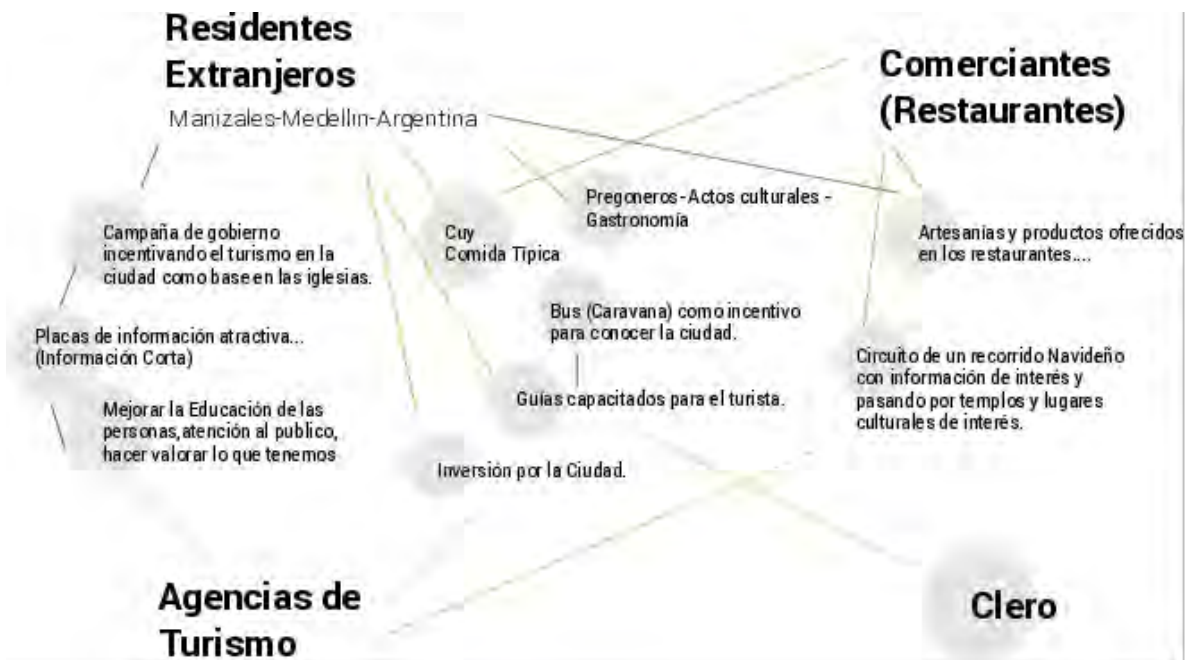 Residentes
Extranjeros
Manizales-Medellin-Argentina
Comerciantes
(Restaurantes)
Pregoneros-Actos culturales -
Gastronomía
Cuy
Comida Tipica
Campaña de gobierno
incentivando el turismo en la
ciudad como base en las iglesias.
Artesanias y productos ofrecidos
en los restaurantes....
Bus (Caravana) como incentivo
para conocer la ciudad.
Placas de información atractiva...
(Información Corta)
Circuito de un recorrido Navideño
con información de interés y
pasando por templos y lugares
culturales de interés.
Guías capacitados para el turista.
Mejorar la Educación de las
personas,atención al publico,
hacer valorar lo que tenemos
Inversión por la Ciudad.
Agencias de
Turismo
Clero